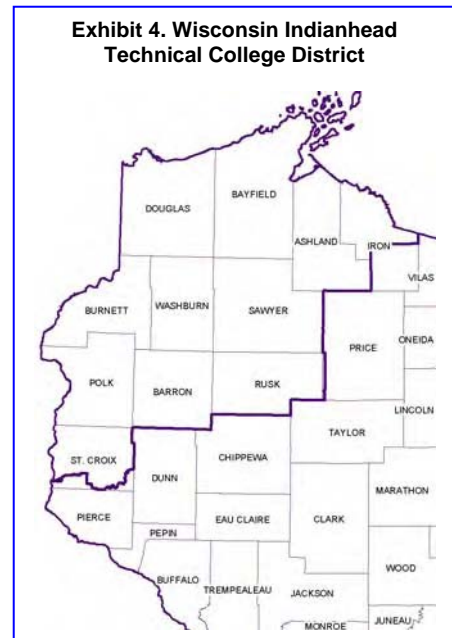 Exhibit 4. Wisconsin Indianhead
Technical College District
DOUGLAS
BAYFIELD
ASHLAND
IRON
VILAS
BURNETT
WASHBURN
SAWYER
PRICE
ONEIDA
POLK
BARRON
RUSK
LINCOLN
TAYLOR
ST. CROIX
DUNN
CHIPPEWA
MARATHON
PIERCE
EAU CLAIRE
CLARK
PEPIN
WOOD
BUFFALO
TREMPEALEAU
JACKSON
MONROE
JUNEAU